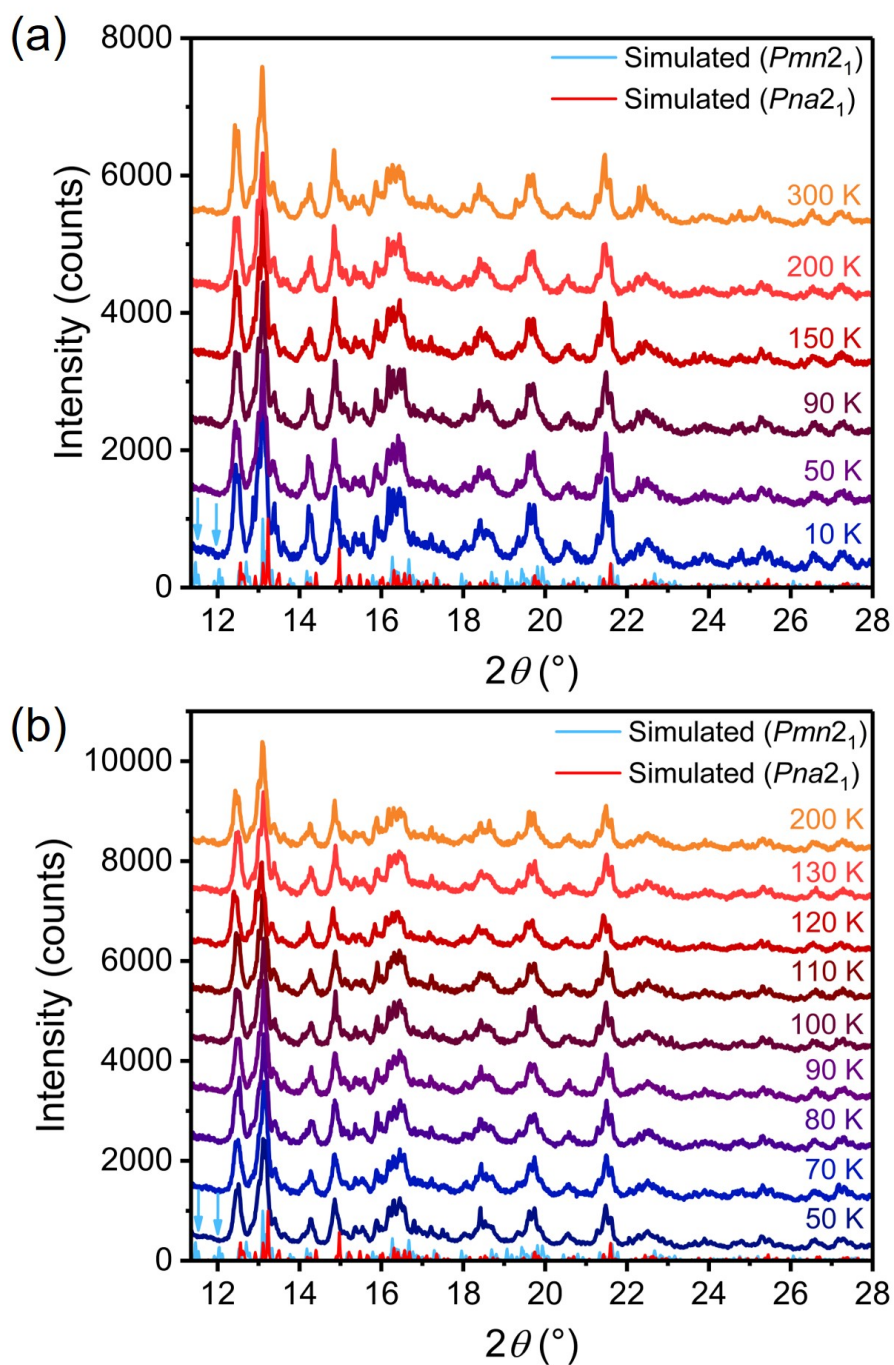 (a)
8000
6000
4000
2000
0
Intensity (counts)
Simulated (Pmn2₁)
Simulated (Pna2₁)
300 K
200 K
150 K
90 K
50 K
10 K
12 14 16 18 20 22 24 26 28
2θ (°)
(b)
10000
8000
6000
4000
2000
0
Intensity (counts)
Simulated (Pmn2₁)
Simulated (Pna2₁)
200 K
130 K
120 K
110 K
100 K
90 K
80 K
70 K
50 K
12 14 16 18 20 22 24 26 28
2θ (°)